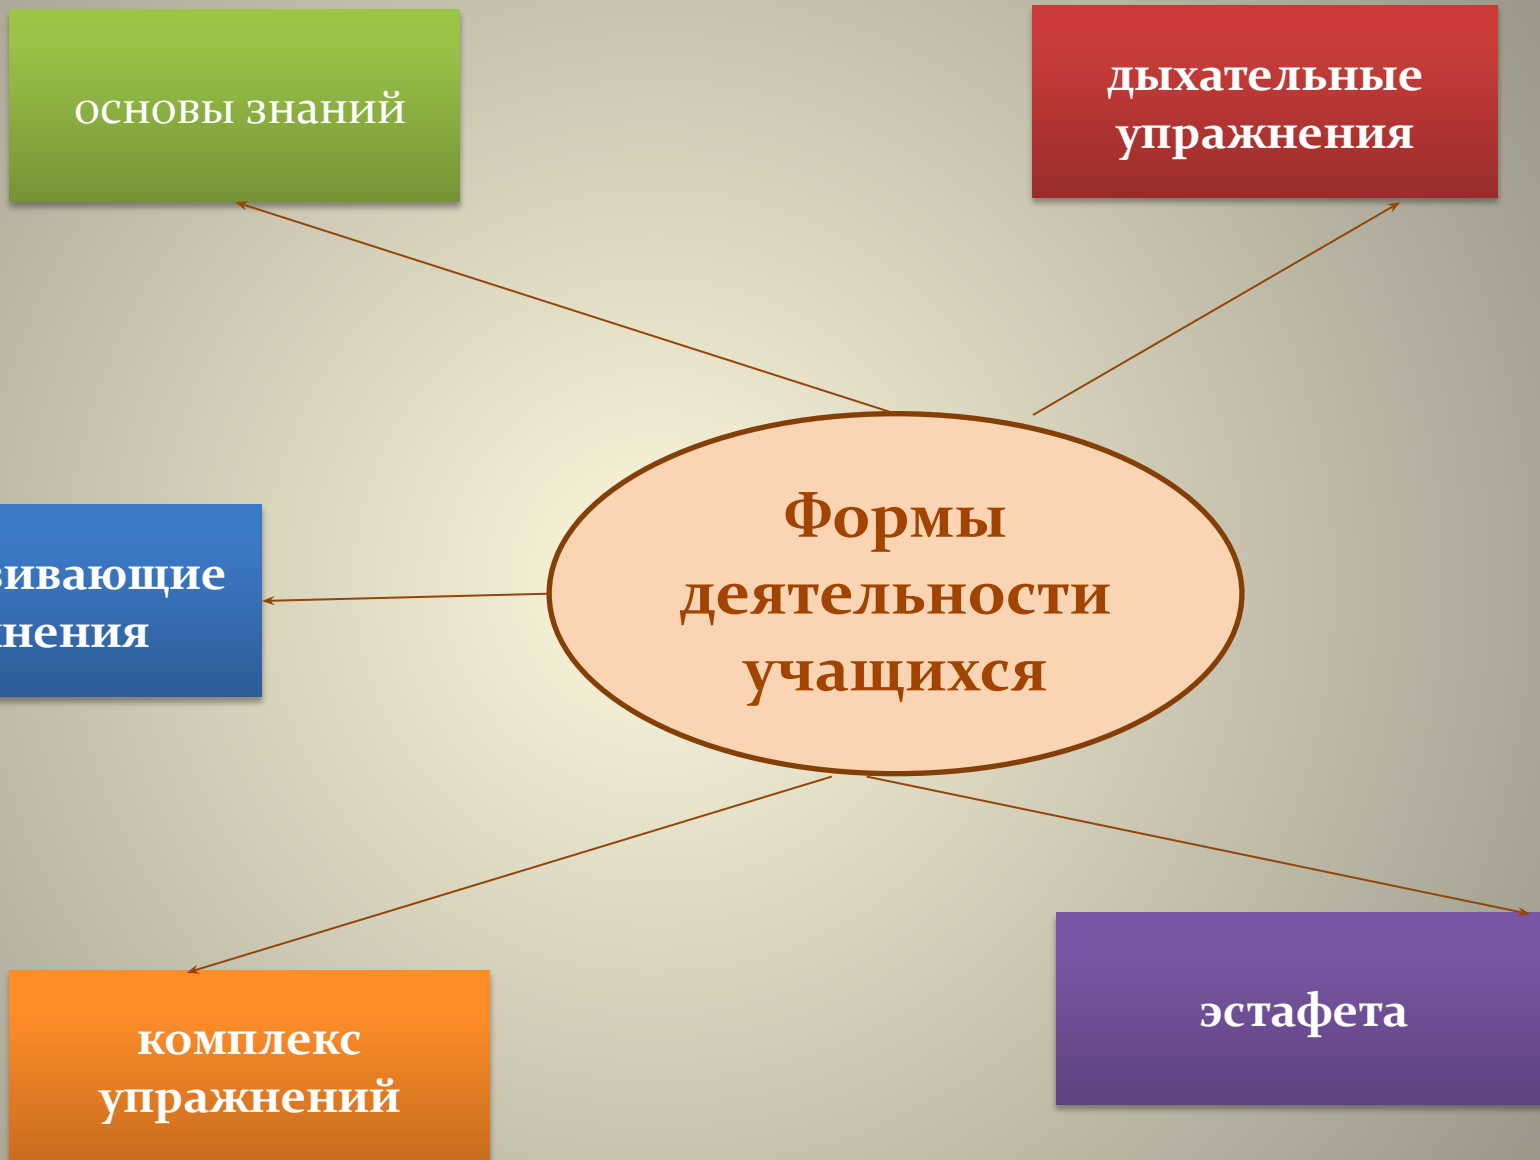 основы знаний
дыхательные
упражнения
Формы
деятельности
учащихся
комплекс
упражнений
эстафета